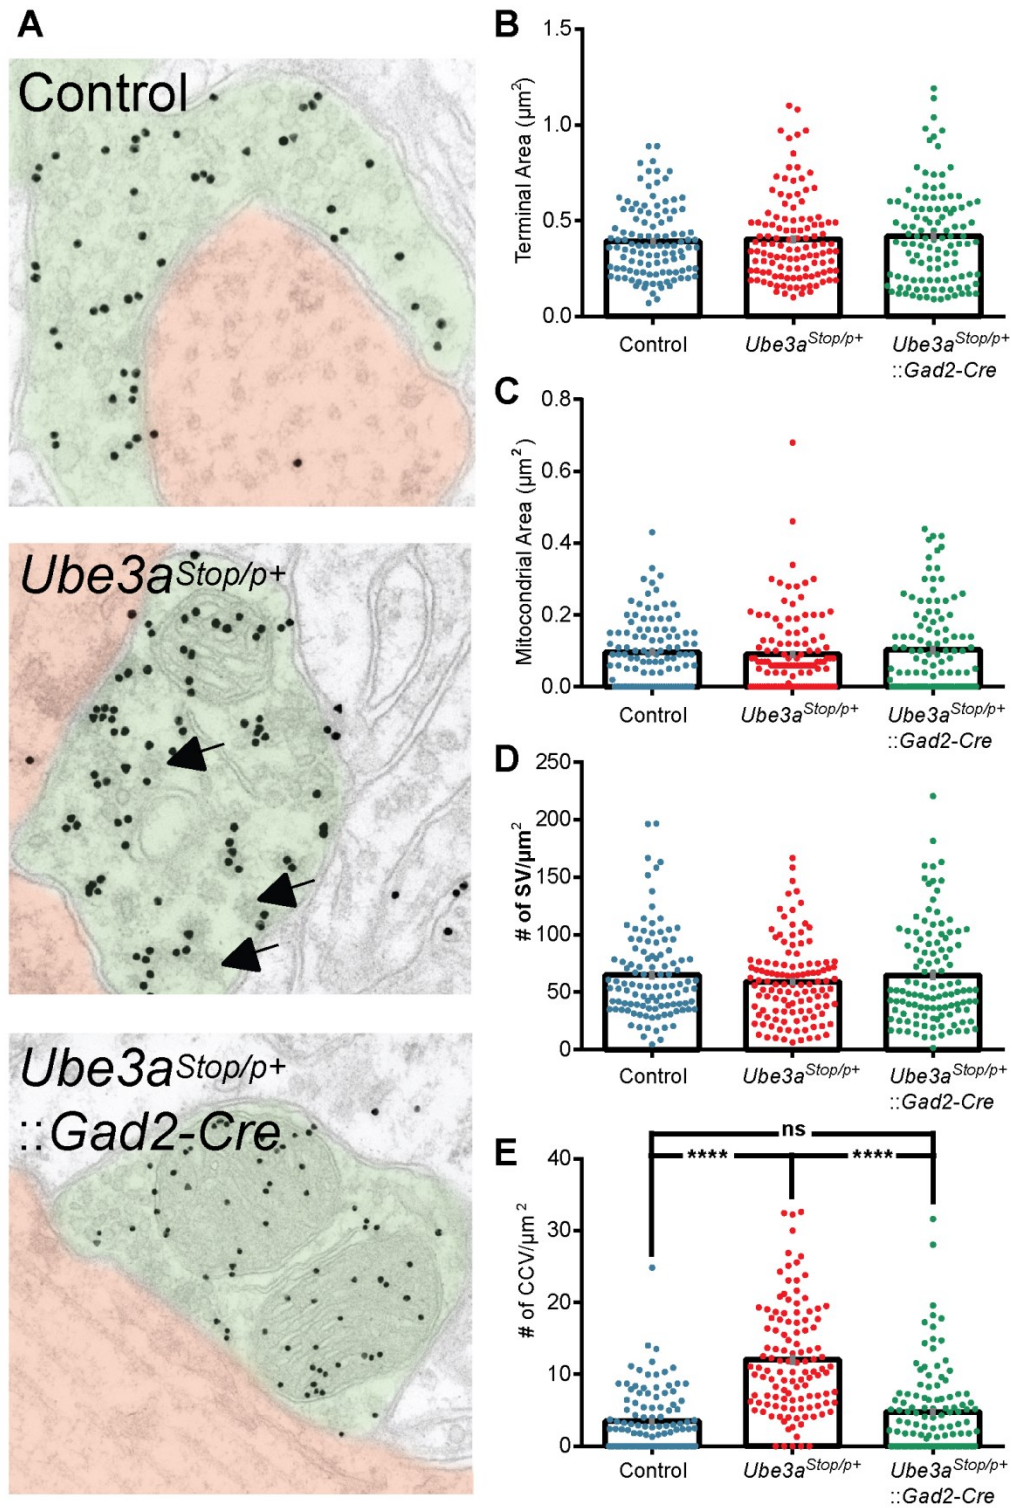 A
Control
Ube3aStop/p+
Ube3aStop/p+
::Gad2-Cre
B
Terminal Area (µm2)
1.5
1.0
0.5
0.0
Control
Ube3aStop/p+
Ube3aStop/p+
::Gad2-Cre
C
Mitocondrial Area (µm2)
0.8
0.6
0.4
0.2
0.0
Control
Ube3aStop/p+
Ube3aStop/p+
::Gad2-Cre
D
# of SV/µm2
250
200
150
100
50
0
Control
Ube3aStop/p+
Ube3aStop/p+
::Gad2-Cre
E
ns
**** ****
# of CCV/µm2
40
30
20
10
0
Control
Ube3aStop/p+
Ube3aStop/p+
::Gad2-Cre